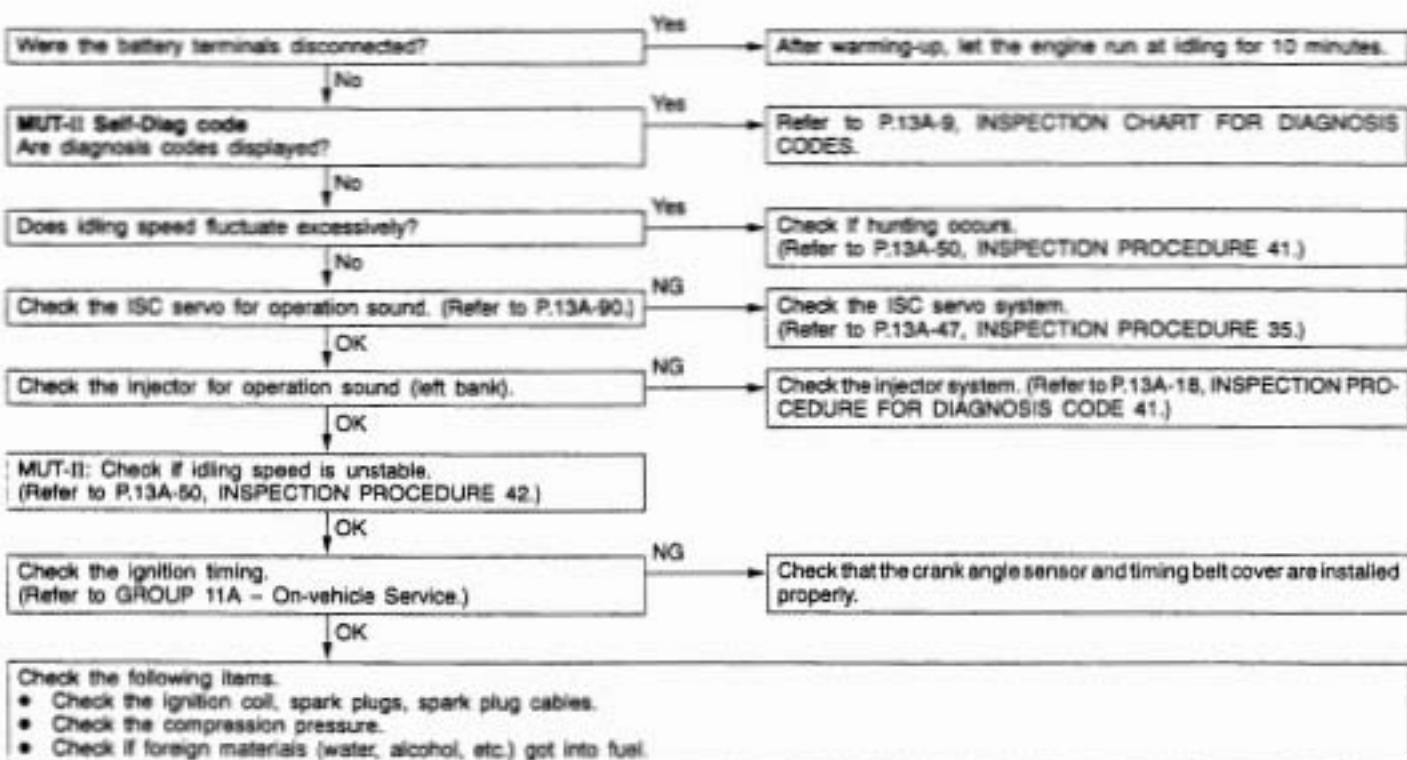 Were the battery terminals disconnected?
Yes
After warming-up, let the engine run at idling for 10 minutes.
No
MUT-II Self-Diag code
Are diagnosis codes displayed?
Yes
Refer to P.13A-9, INSPECTION CHART FOR DIAGNOSIS
CODES.
No
Does idling speed fluctuate excessively?
Yes
Check if hunting occurs.
(Refer to P.13A-50, INSPECTION PROCEDURE 41.)
No
Check the ISC servo for operation sound. (Refer to P.13A-90.)
NG
Check the ISC servo system.
(Refer to P.13A-47, INSPECTION PROCEDURE 35.)
OK
Check the injector for operation sound (left bank).
NG
Check the injector system. (Refer to P.13A-18, INSPECTION PRO-
CEDURE FOR DIAGNOSIS CODE 41.)
OK
MUT-II: Check if idling speed is unstable.
(Refer to P.13A-50, INSPECTION PROCEDURE 42.)
OK
Check the ignition timing.
(Refer to GROUP 11A – On-vehicle Service.)
NG
Check that the crank angle sensor and timing belt cover are installed
properly.
OK
Check the following items.
● Check the ignition coil, spark plugs, spark plug cables.
● Check the compression pressure.
● Check if foreign materials (water, alcohol, etc.) got into fuel.